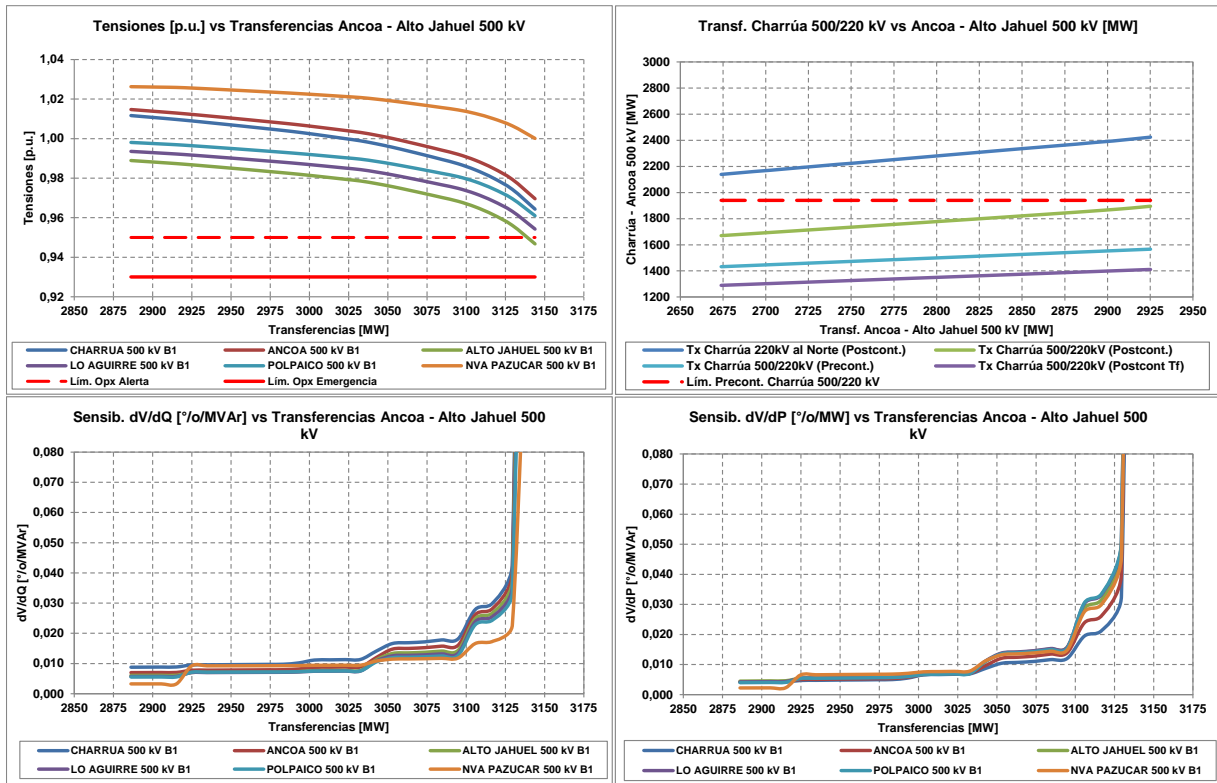 Tensiones [p.u.] vs Transferencias Ancoa - Alto Jahuel 500 kV
1,04
1,02
1,00
0,98
0,96
0,94
0,92
Tensiones [p.u.]
2850 2875 2900 2925 2950 2975 3000 3025 3050 3075 3100 3125 3150 3175
Transferencias [MW]
CHARRUA 500 kV B1 ANCOA 500 kV B1 ALTO JAHUEL 500 kV B1
LO AGUIRRE 500 kV B1 POLPAICO 500 kV B1 NVA PAZUCAR 500 kV B1
Lím. Opx Alerta Lím. Opx Emergencia
Transf. Charrúa 500/220 kV vs Ancoa - Alto Jahuel 500 kV [MW]
3000
2800
2600
2400
2200
2000
1800
1600
1400
1200
Charrúa - Ancoa 500 kV [MW]
2650 2675 2700 2725 2750 2775 2800 2825 2850 2875 2900 2925 2950
Transf. Ancoa - Alto Jahuel 500 kV [MW]
Tx Charrúa 220kV al Norte (Postcont.) Tx Charrúa 500/220kV (Postcont.)
Tx Charrúa 500/220kV (Precont.) Tx Charrúa 500/220kV (Postcont Tf)
Lím. Precont. Charrúa 500/220 kV
Sensib. dV/dQ [°/o/MVAr] vs Transferencias Ancoa - Alto Jahuel 500
kV
0,080
0,070
0,060
0,050
0,040
0,030
0,020
0,010
0,000
dV/dQ [°/o/MVAr]
2850 2875 2900 2925 2950 2975 3000 3025 3050 3075 3100 3125 3150 3175
Transferencias [MW]
CHARRUA 500 kV B1 ANCOA 500 kV B1 ALTO JAHUEL 500 kV B1
LO AGUIRRE 500 kV B1 POLPAICO 500 kV B1 NVA PAZUCAR 500 kV B1
Sensib. dV/dP [°/o/MW] vs Transferencias Ancoa - Alto Jahuel 500
kV
0,080
0,070
0,060
0,050
0,040
0,030
0,020
0,010
0,000
dV/dP [°/o/MVAr]
2850 2875 2900 2925 2950 2975 3000 3025 3050 3075 3100 3125 3150 3175
Transferencias [MW]
CHARRUA 500 kV B1 ANCOA 500 kV B1 ALTO JAHUEL 500 kV B1
LO AGUIRRE 500 kV B1 POLPAICO 500 kV B1 NVA PAZUCAR 500 kV B1